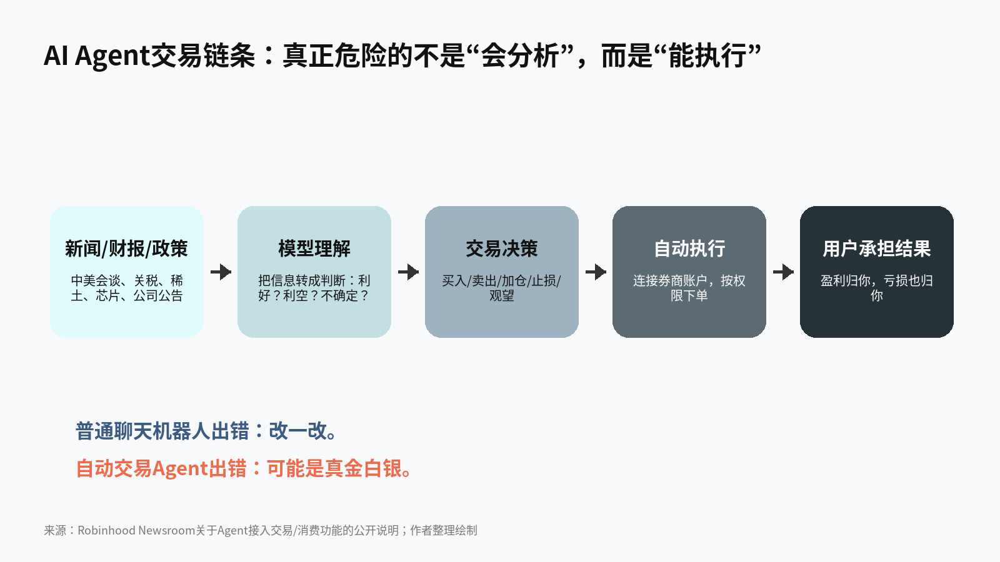 AI Agent交易链条：真正危险的不是“会分析”，而是“能执行”
新闻/财报/政策
中美会谈、关税、稀
土、芯片、公司公告
模型理解
把信息转成判断：利
好？利空？不确定？
交易决策
买入/卖出/加仓/止损/
观望
自动执行
连接券商账户，按权
限下单
用户承担结果
盈利归你，亏损也归
你
普通聊天机器人出错：改一改。
自动交易Agent出错：可能是真金白银。
来源：Robinhood Newsroom关于Agent接入交易/消费功能的公开说明；作者整理绘制